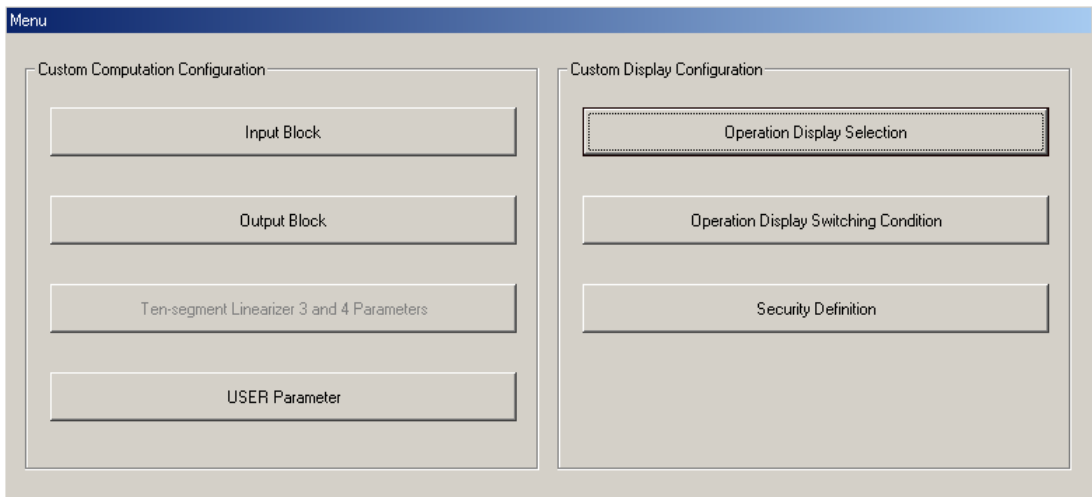 Menu
Custom Computation Configuration
Input Block
Output Block
Ten-segment Linearizer 3 and 4 Parameters
USER Parameter
Custom Display Configuration
Operation Display Selection
Operation Display Switching Condition
Security Definition